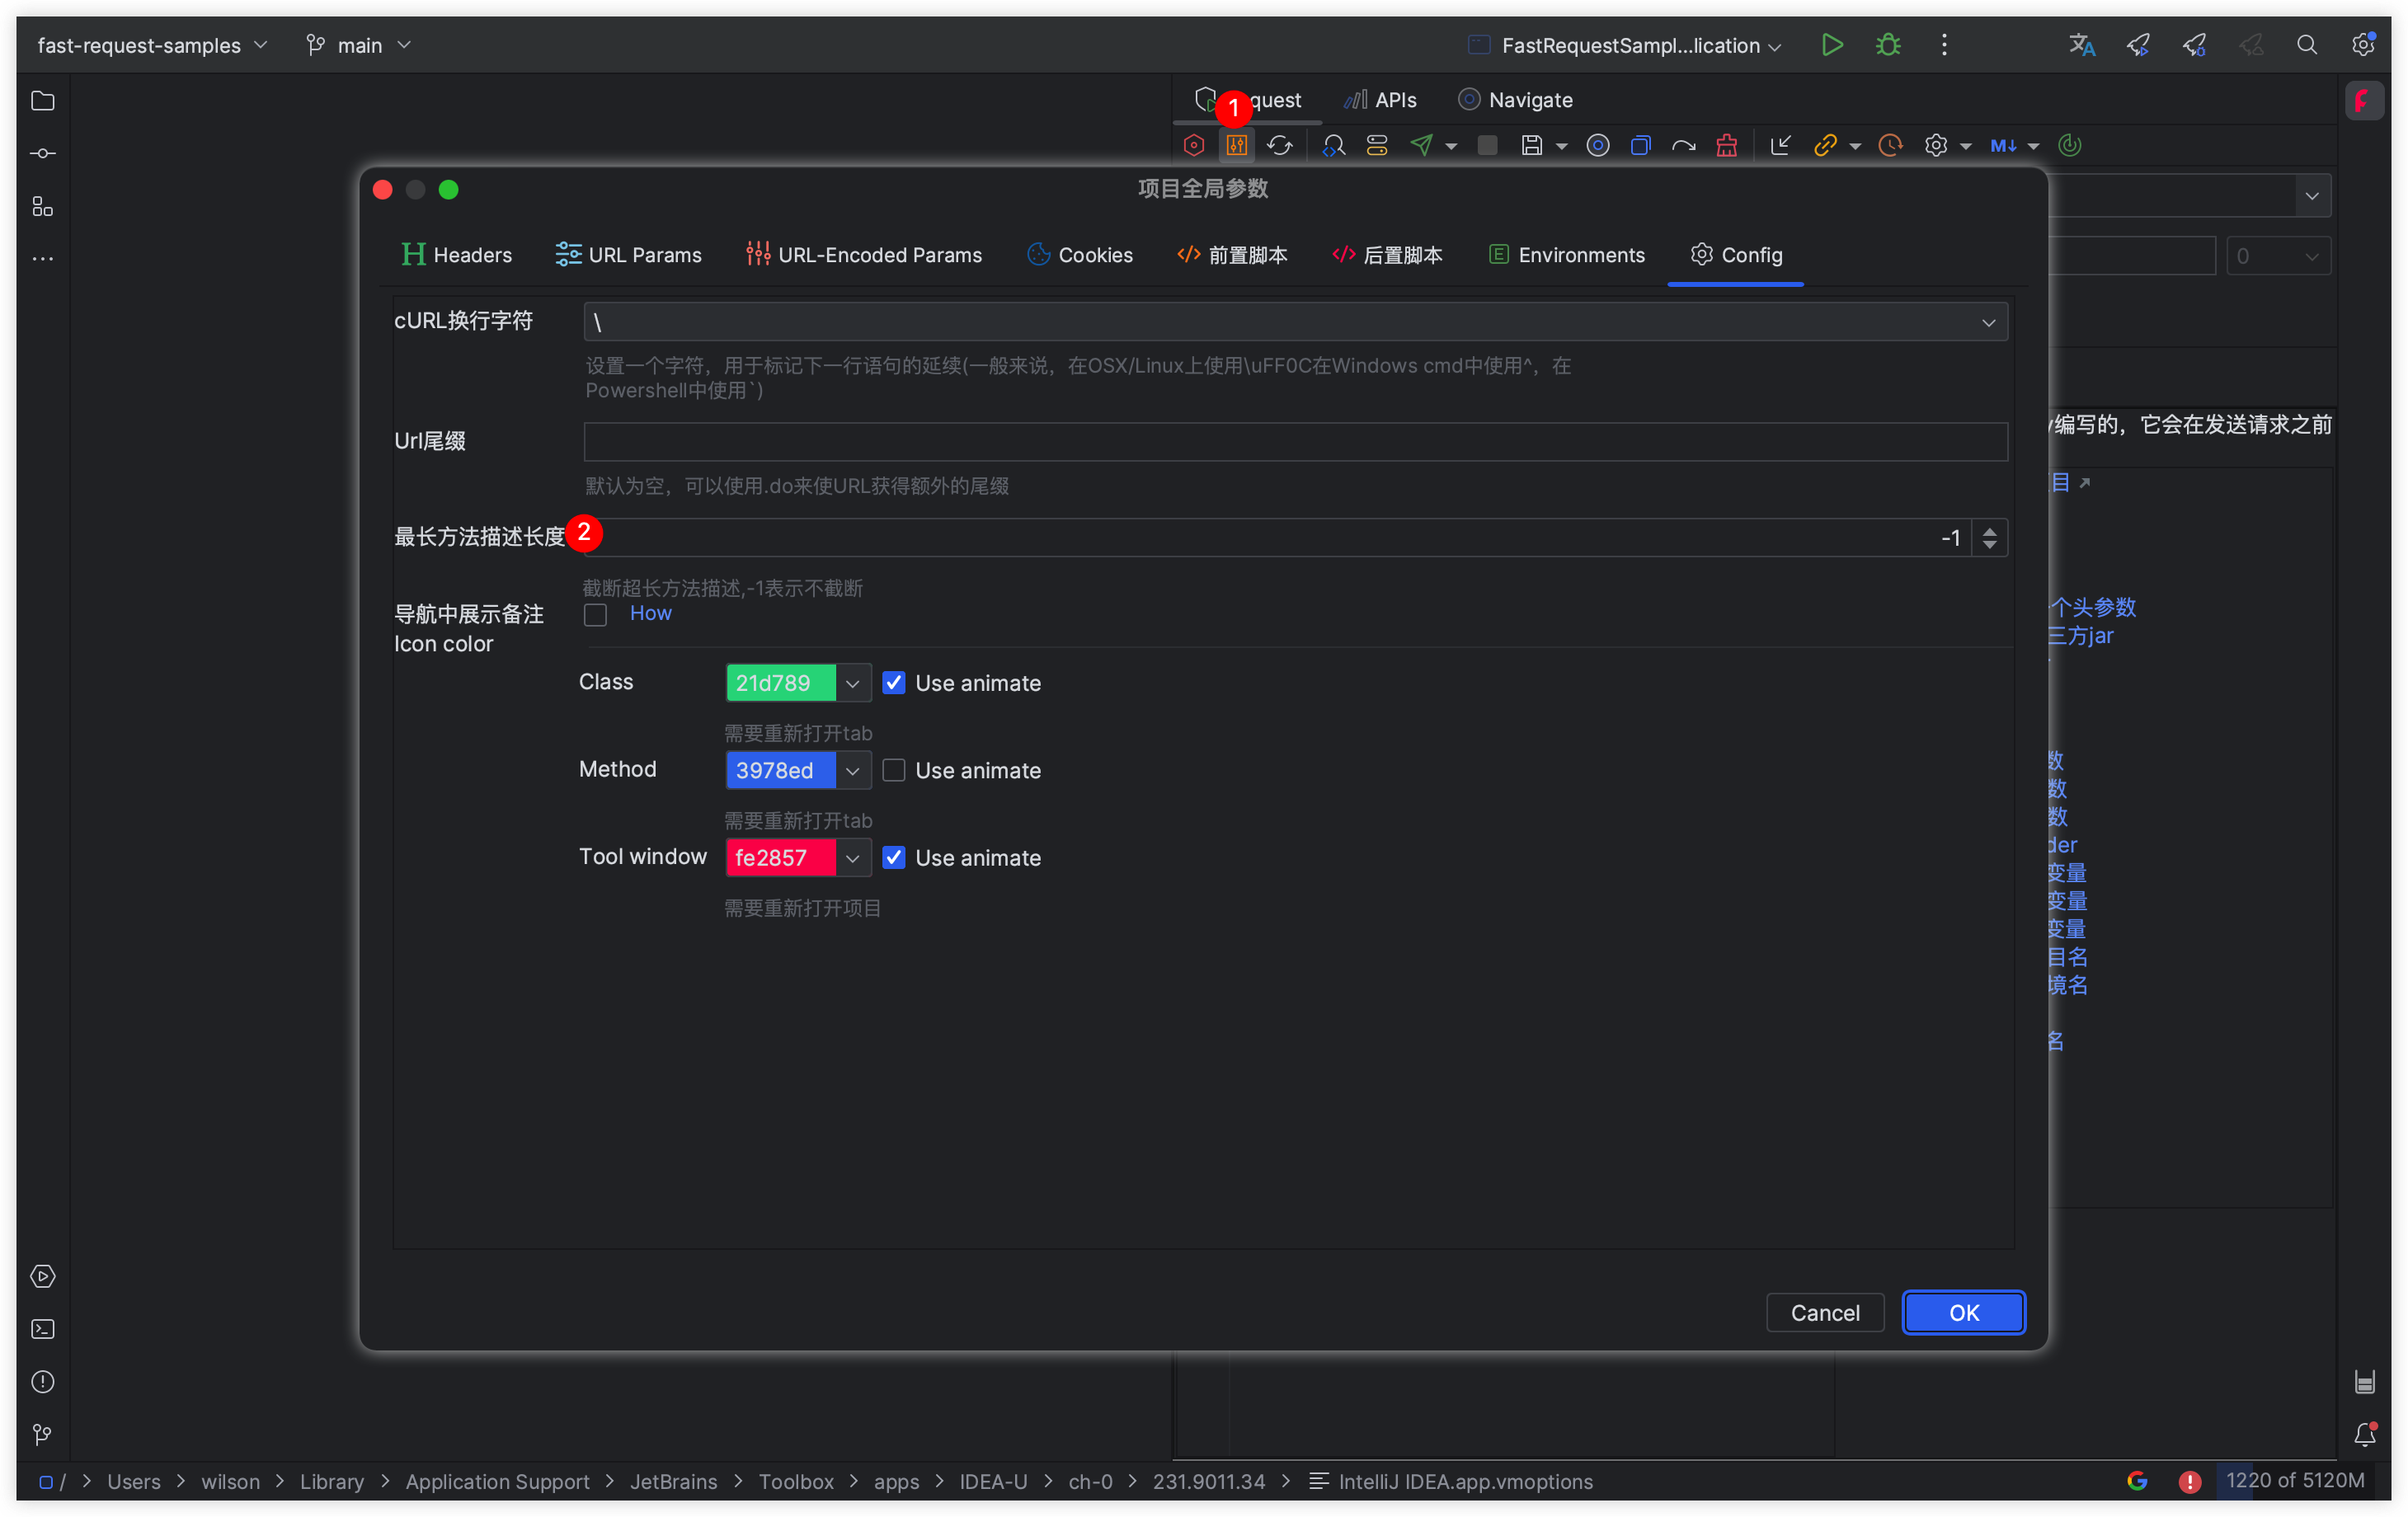 fast-request-samples
main
FastRequestSampl...lication
1
quest
APIs
Navigate
M↓
项目全局参数
0
H Headers
URL Params
URL-Encoded Params
Cookies
</> 前置脚本
</> 后置脚本
E Environments
Config
cURL换行字符
\
设置一个字符，用于标记下一行语句的延续(一般来说，在OSX/Linux上使用\uFF0C在Windows cmd中使用^，在
Powershell中使用`)
编写的，它会在发送请求之前
Url尾缀
默认为空，可以使用.do来使URL获得额外的尾缀
目
最长方法描述长度
2
-1
截断超长方法描述,-1表示不截断
导航中展示备注
How
个头参数
Icon color
三方jar
Class
21d789
Use animate
需要重新打开tab
数
Method
3978ed
Use animate
数
需要重新打开tab
数
Tool window
fe2857
Use animate
der
变量
需要重新打开项目
变量
变量
目名
境名
名
Cancel
OK
/ > Users > wilson > Library > Application Support > JetBrains > Toolbox > apps > IDEA-U > ch-0 > 231.9011.34 > IntelliJ IDEA.app.vmoptions
1220 of 5120M